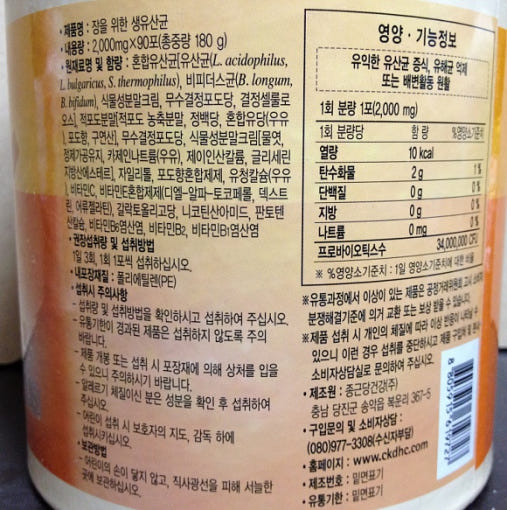 • 제품명 : 장을 위한 생유산균
• 내용량 : 2,000mg×90포(총중량 180 g)
• 원재료명 및 함량 : 혼합유산균[유산균(L. acidophilus,
L. bulgaricus, S. thermophilus), 비피더스균(B. longum,
B. bifidum), 식물성분말크림, 무수결정포도당, 결정셀룰로
오스], 적포도분말[적포도 농축분말, 정백당, 혼합유당(우유
), 포도향, 구연산], 무수결정포도당, 식물성분말크림[물엿,
정제가공유지, 카제인나트륨(우유), 제이인산칼륨, 글리세린
지방산에스테르], 자일리톨, 포도향혼합제제, 유청칼슘(우유
), 비타민C, 비타민E혼합제제(디엘-알파-토코페롤, 덱스트
린, 아류젤라틴), 갈락토올리고당, 니코틴산아미드, 판토텐
산칼슘, 비타민B6염산염, 비타민B2, 비타민B1염산염
• 권장섭취량 및 섭취방법
1일 3회, 1회 1포씩 섭취하십시오.
• 내포장재질 : 폴리에틸렌(PE)
• 섭취시 주의사항
- 섭취량 및 섭취방법을 확인하시고 섭취하여 주십시오.
- 유통기한이 경과된 제품은 섭취하지 않도록 주의
바랍니다.
- 제품 개봉 또는 섭취 시 포장재에 의해 상처를 입을
수 있으니 주의하시기 바랍니다.
- 알레르기 체질이신 분은 성분을 확인 후 섭취하여
주십시오.
- 어린이 섭취 시 보호자의 지도, 감독 하에
섭취시키십시오.
• 보관방법
- 어린이의 손이 닿지 않고, 직사광선을 피해 서늘한
곳에 보관하십시오.
영양 · 기능정보
유익한 유산균 증식, 유해균 억제
또는 배변활동 원활
1회 분량 1포(2,000 mg)
1회 분량당 함 량 %영양소기준치
열량 10 kcal
탄수화물 2 g 1%
단백질 0 g 0%
지방 0 g 0%
나트륨 0 mg 0%
프로바이오틱스수 34,000,000 CFU
※ %영양소기준치 : 1일 영양소기준치에 대한 비율
※유통과정에서 이상이 있는 제품은 공정거래위원회 고시 소비자
분쟁해결기준에 의거 교환 또는 보상 받을 수 있습니다.
※제품 섭취 시 개인의 체질에 따라 이상 반응이 나타날 수
있으니 이런 경우 섭취를 중단하시고 제품 구입처 및 본사
소비자상담실로 문의하여 주십시오.
• 제조원 : 종근당건강(주)
충남 당진군 송악읍 복운리 367-5
• 구입문의 및 소비자상담 :
(080)977-3308(수신자부담)
• 홈페이지 : www.ckdhc.com
• 제조번호 : 밑면표기
• 유통기한 : 밑면표기